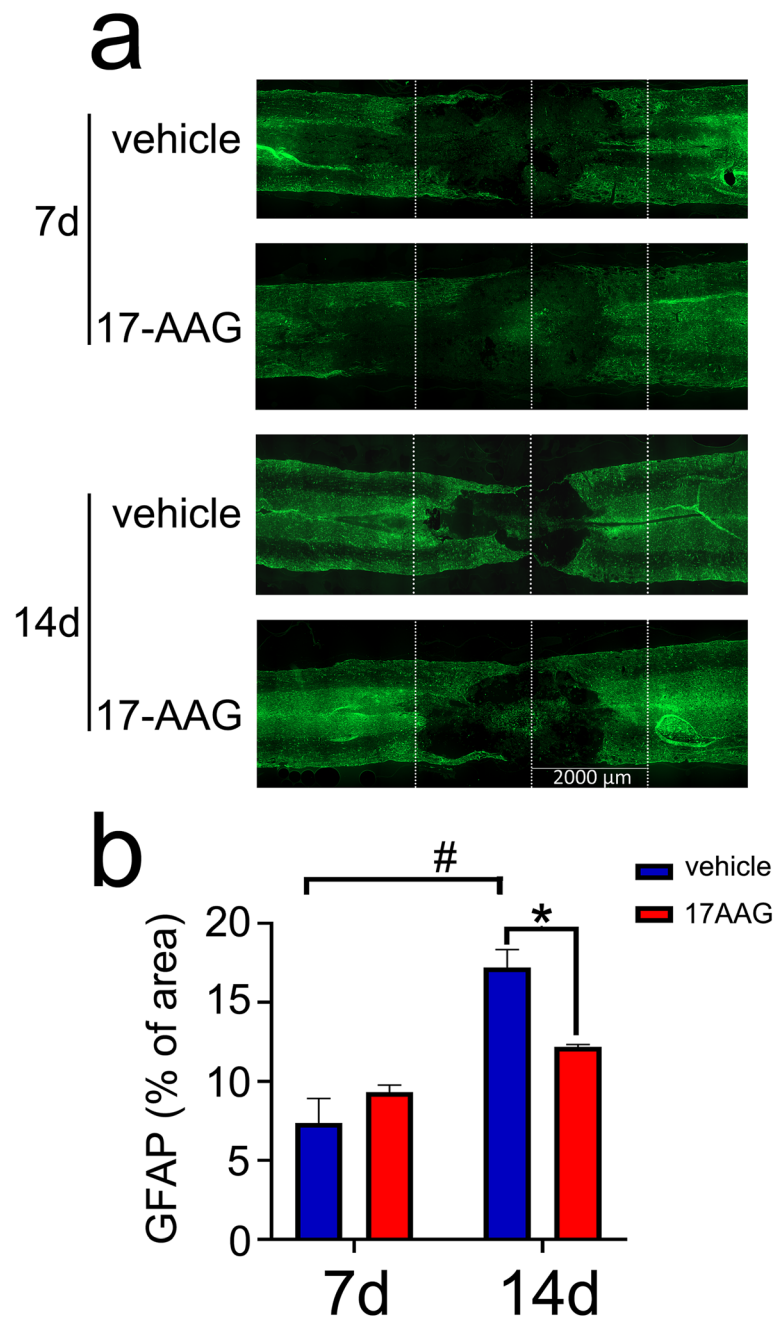 a
vehicle
7d
17-AAG
vehicle
14d
17-AAG
2000 µm
b
#
vehicle
*
17AAG
GFAP (% of area)
20
15
10
5
0
7d
14d